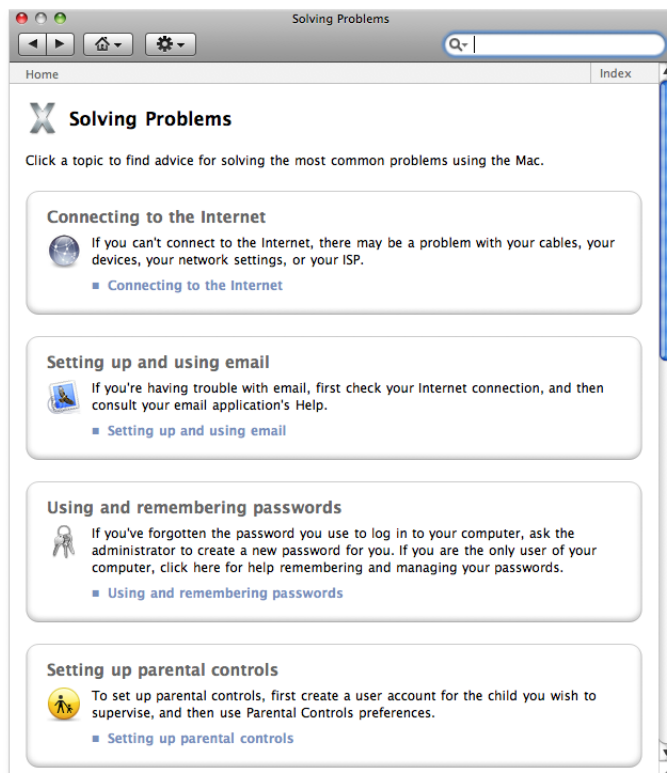 Solving Problems
Home
Index
Solving Problems
Click a topic to find advice for solving the most common problems using the Mac.
Connecting to the Internet
If you can't connect to the Internet, there may be a problem with your cables, your
devices, your network settings, or your ISP.
Connecting to the Internet
Setting up and using email
If you're having trouble with email, first check your Internet connection, and then
consult your email application's Help.
Setting up and using email
Using and remembering passwords
If you've forgotten the password you use to log in to your computer, ask the
administrator to create a new password for you. If you are the only user of your
computer, click here for help remembering and managing your passwords.
Using and remembering passwords
Setting up parental controls
To set up parental controls, first create a user account for the child you wish to
supervise, and then use Parental Controls preferences.
Setting up parental controls